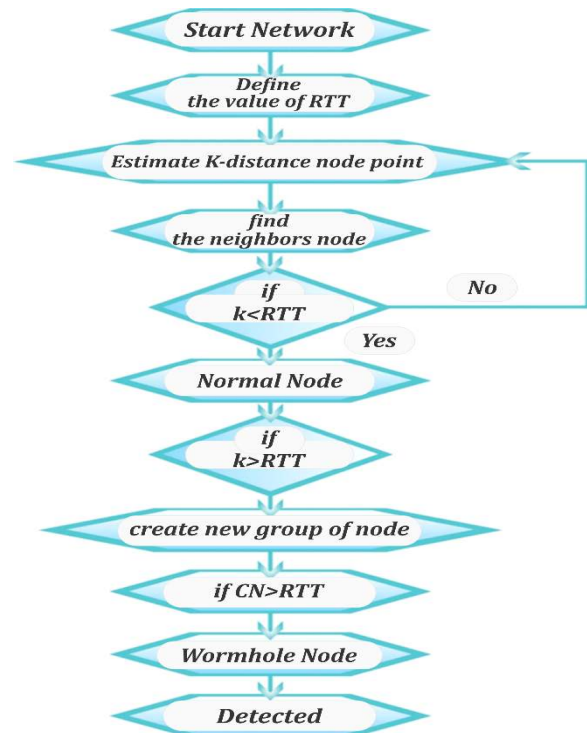 Start Network
Define
the value of RTT
Estimate K-distance node point
find
the neighbors node
if
k<RTT
No
Yes
Normal Node
if
k>RTT
create new group of node
if CN>RTT
Wormhole Node
Detected